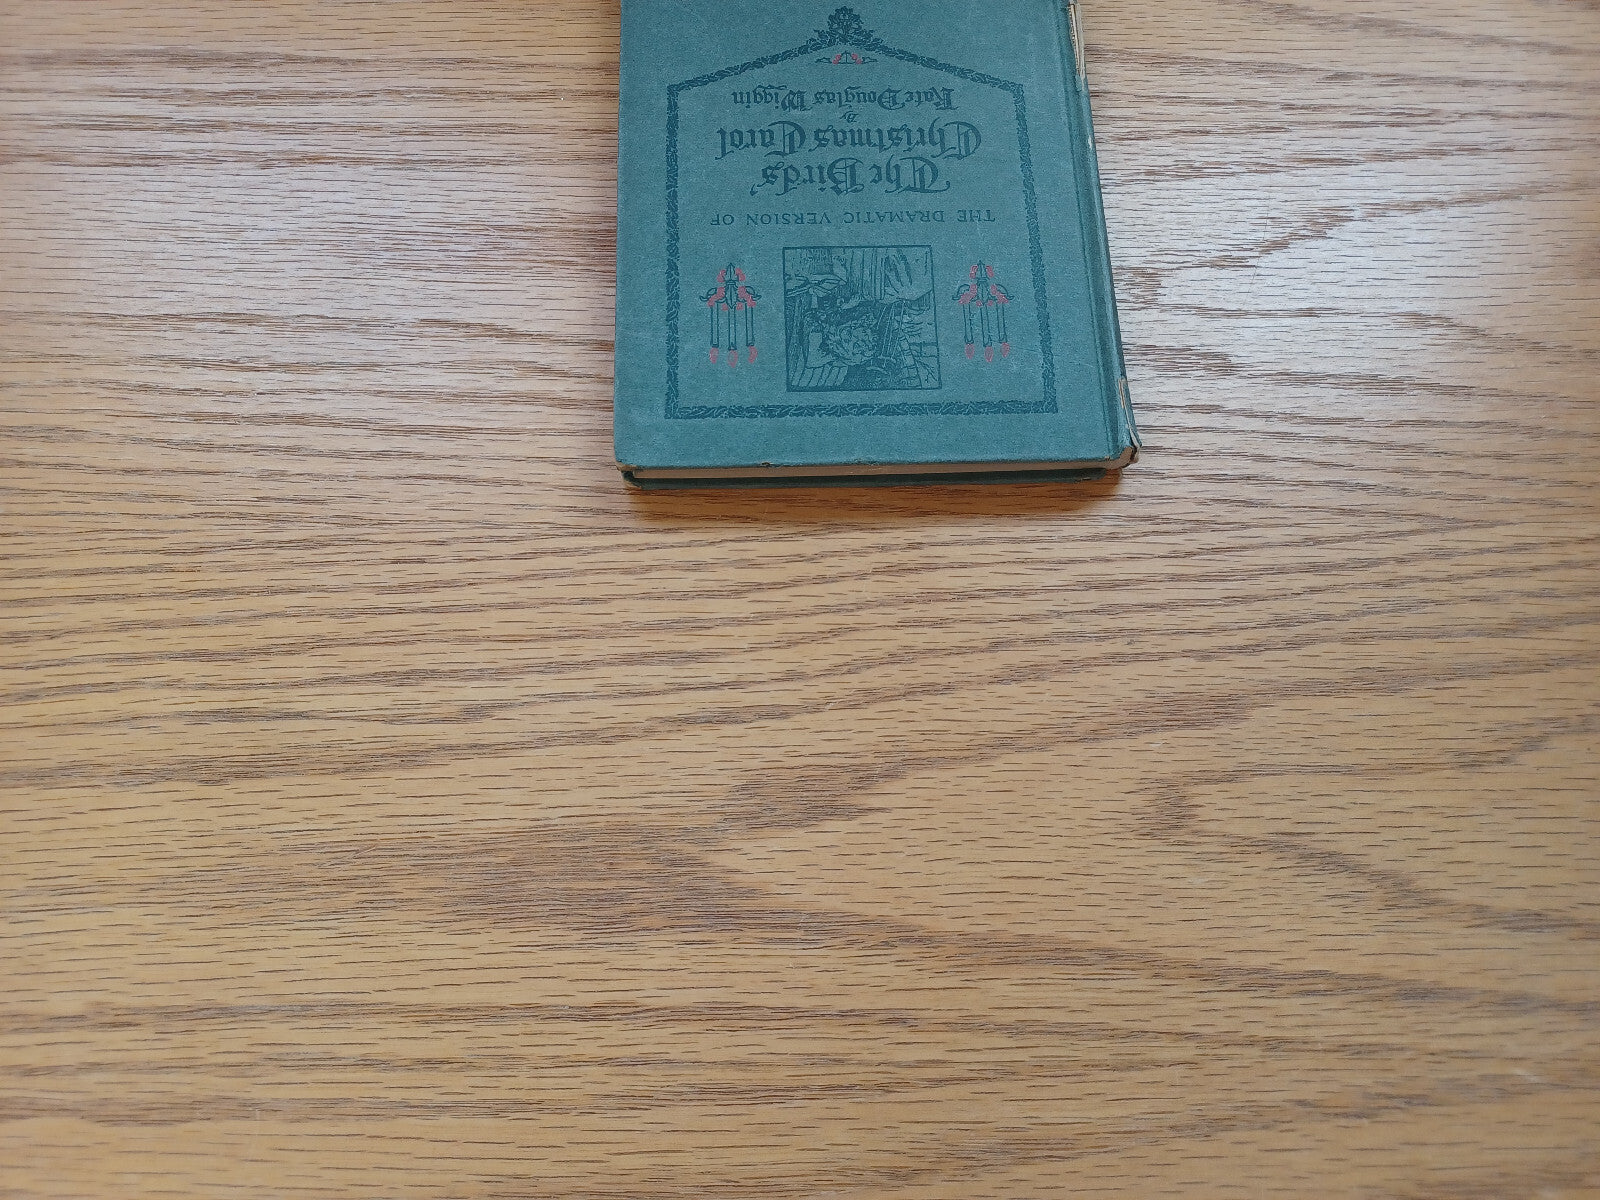 THE DRAMATIC VERSION OF
The Birds'
Christmas Carol
by
Kate Douglas Wiggin